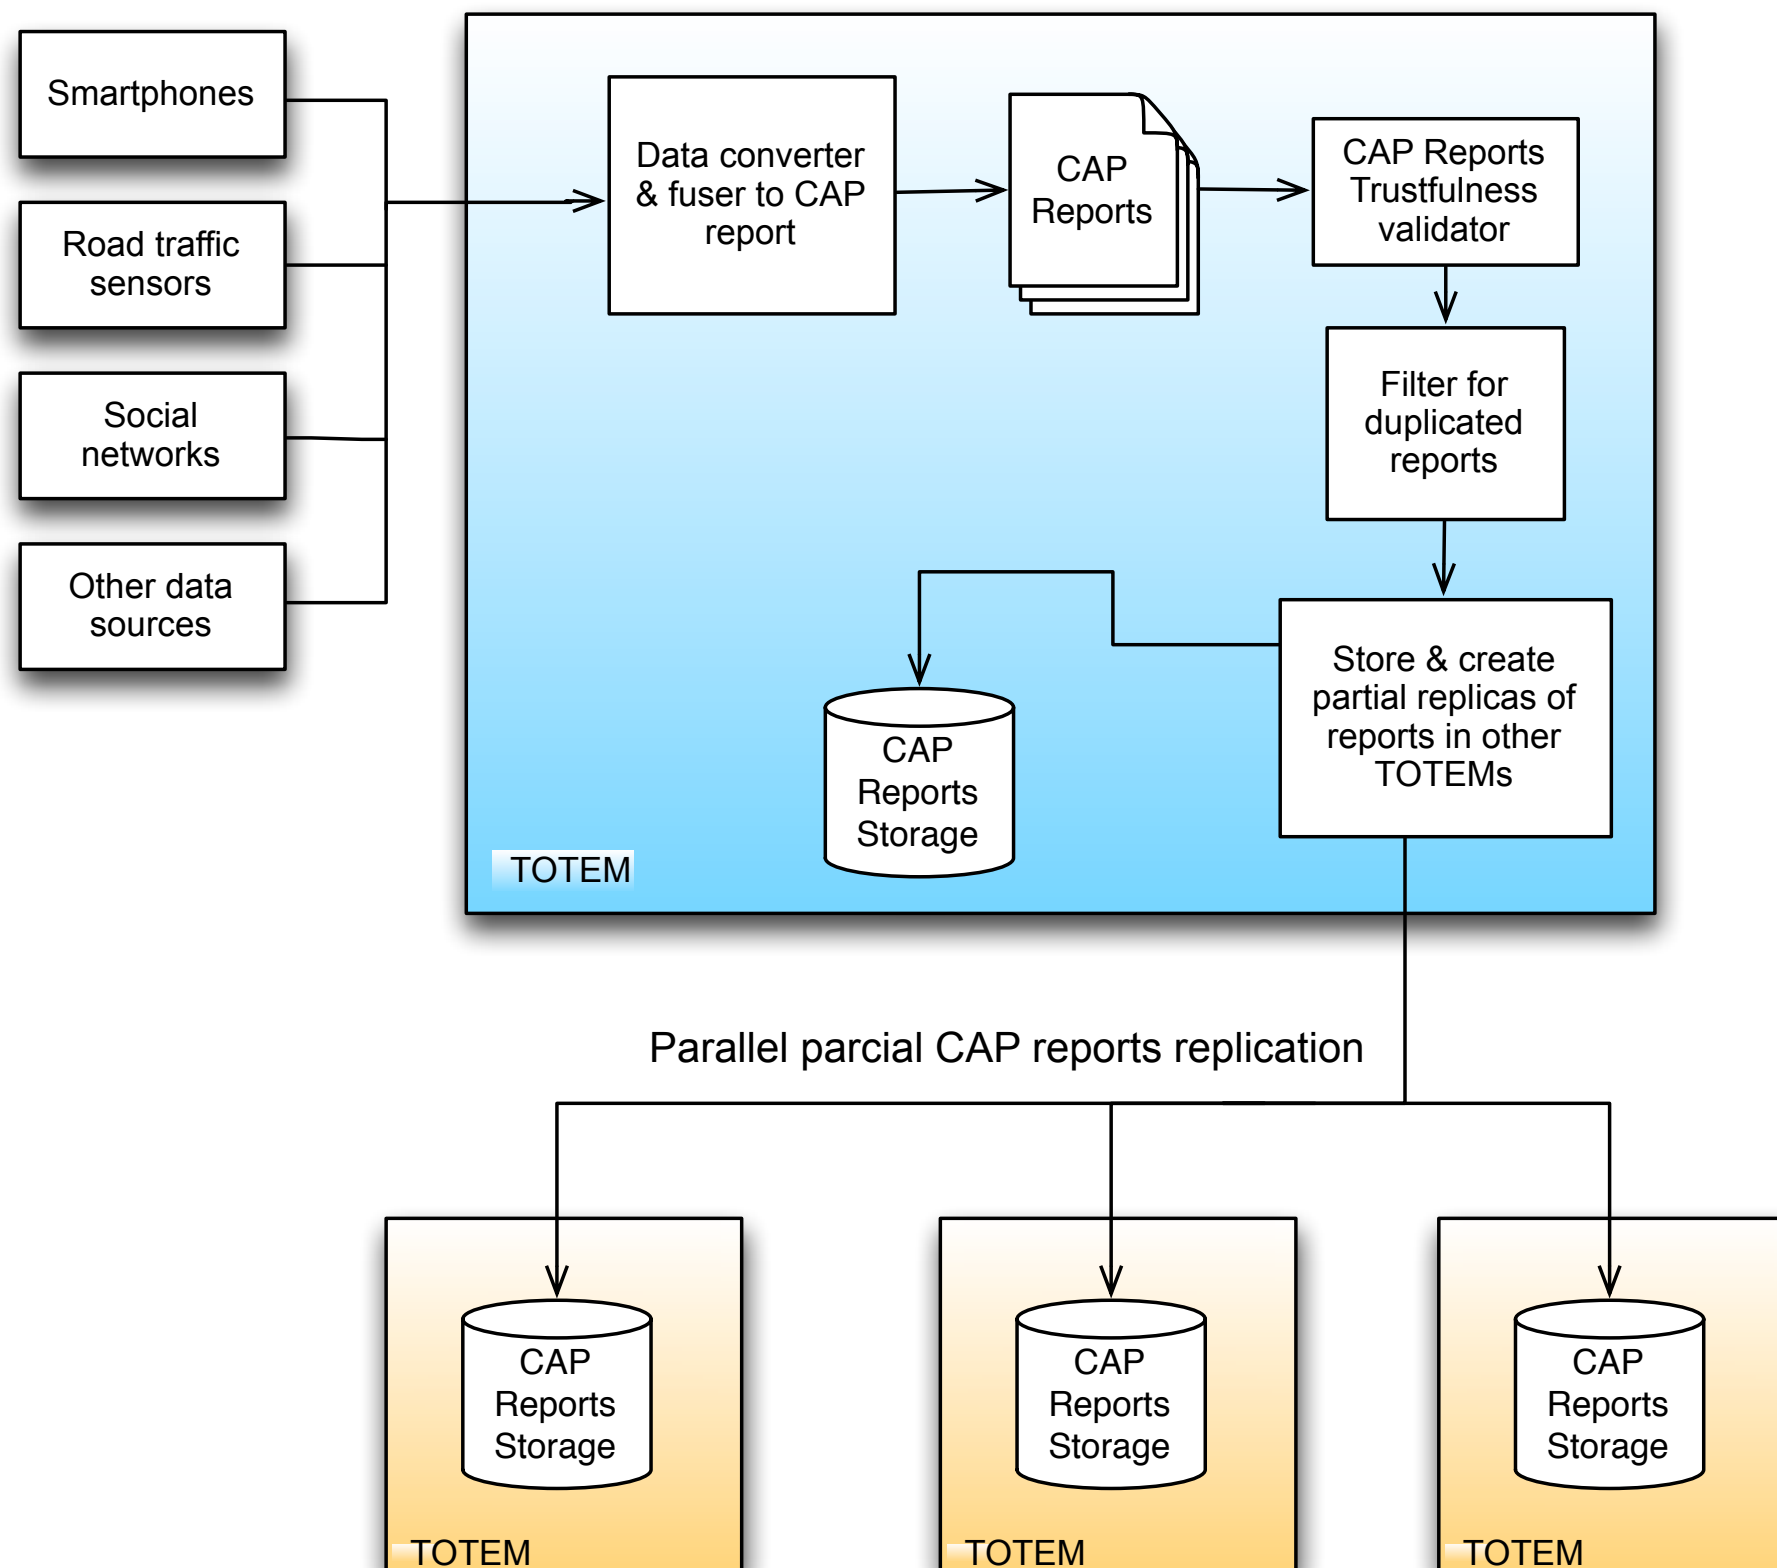 Smartphones
Road traffic
sensors
Social
networks
Other data
sources
Data converter
& fuser to CAP
report
CAP
Reports
CAP Reports
Trustfulness
validator
Filter for
duplicated
reports
Store & create
partial replicas of
reports in other
TOTEMs
CAP
Reports
Storage
TOTEM
Parallel parcial CAP reports replication
CAP
Reports
Storage
TOTEM
CAP
Reports
Storage
TOTEM
CAP
Reports
Storage
TOTEM